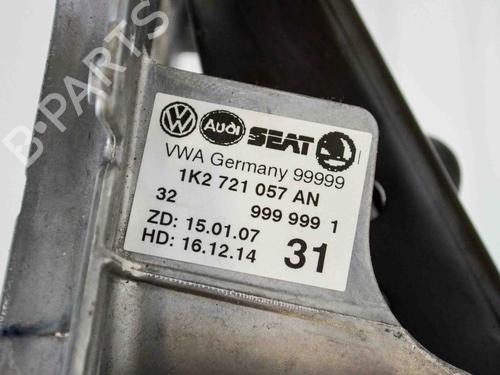 B·PARTS
VW Audi SEAT
VWA Germany 99999
1K2 721 057 AN
32 999 999 1
ZD: 15.01.07
HD: 16.12.14 31